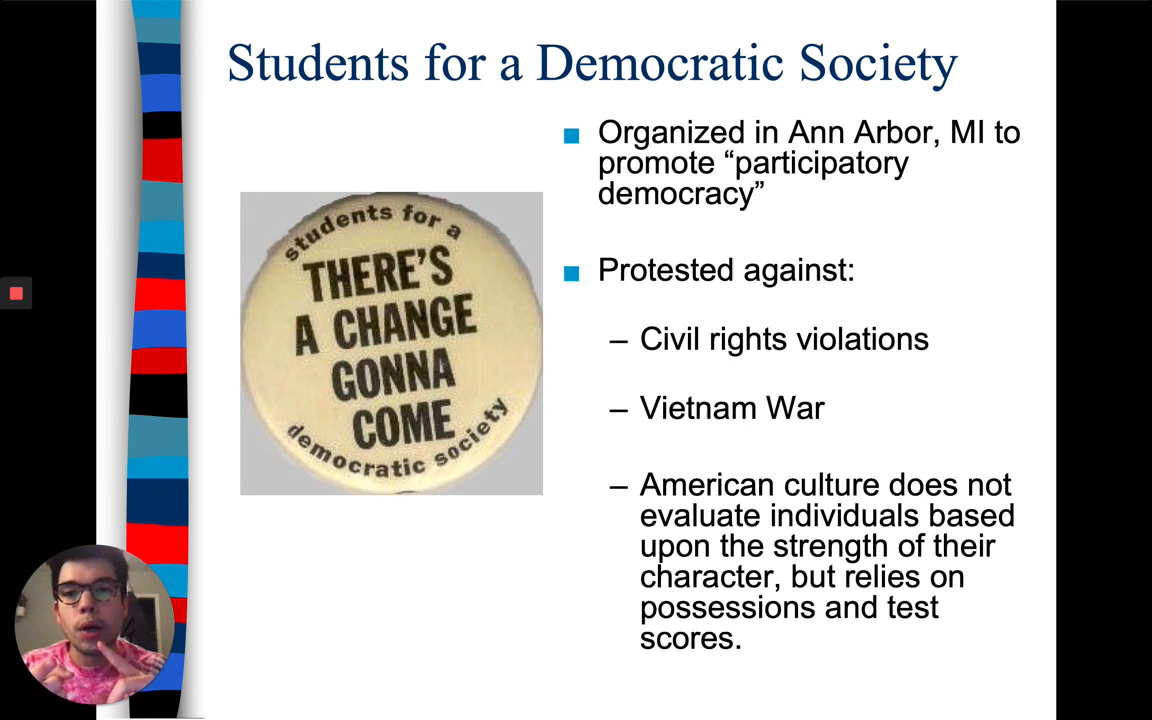 Students for a Democratic Society
Organized in Ann Arbor, MI to
promote “participatory
democracy”
students for a
THERE'S
A CHANGE
GONNA
COME
democratic society
Protested against:
– Civil rights violations
– Vietnam War
– American culture does not
evaluate individuals based
upon the strength of their
character, but relies on
possessions and test
scores.